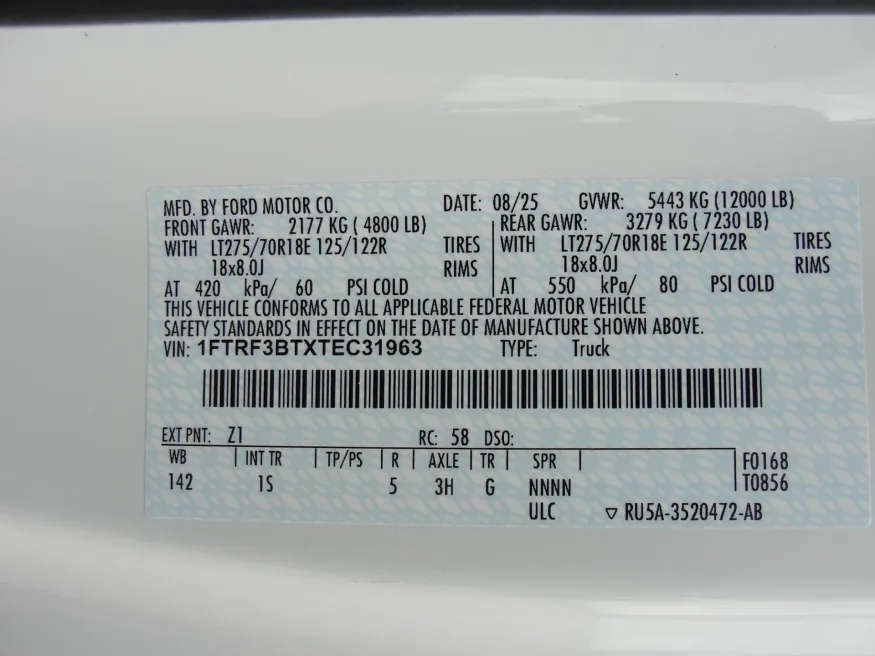 MFD. BY FORD MOTOR CO. DATE: 08/25 GVWR: 5443 KG (12000 LB)
FRONT GAWR: 2177 KG ( 4800 LB) REAR GAWR: 3279 KG ( 7230 LB)
WITH LT275/70R18E 125/122R TIRES WITH LT275/70R18E 125/122R TIRES
18x8.0J RIMS 18x8.0J RIMS
AT 420 kPa/ 60 PSI COLD AT 550 kPa/ 80 PSI COLD
THIS VEHICLE CONFORMS TO ALL APPLICABLE FEDERAL MOTOR VEHICLE
SAFETY STANDARDS IN EFFECT ON THE DATE OF MANUFACTURE SHOWN ABOVE.
VIN: 1FTRF3BTXTEC31963 TYPE: Truck
EXT PNT: Z1 RC: 58 DSO:
WB INT TR TP/PS R AXLE TR SPR F0168
142 1S 5 3H G NNNN T0856
ULC ▽ RU5A-3520472-AB